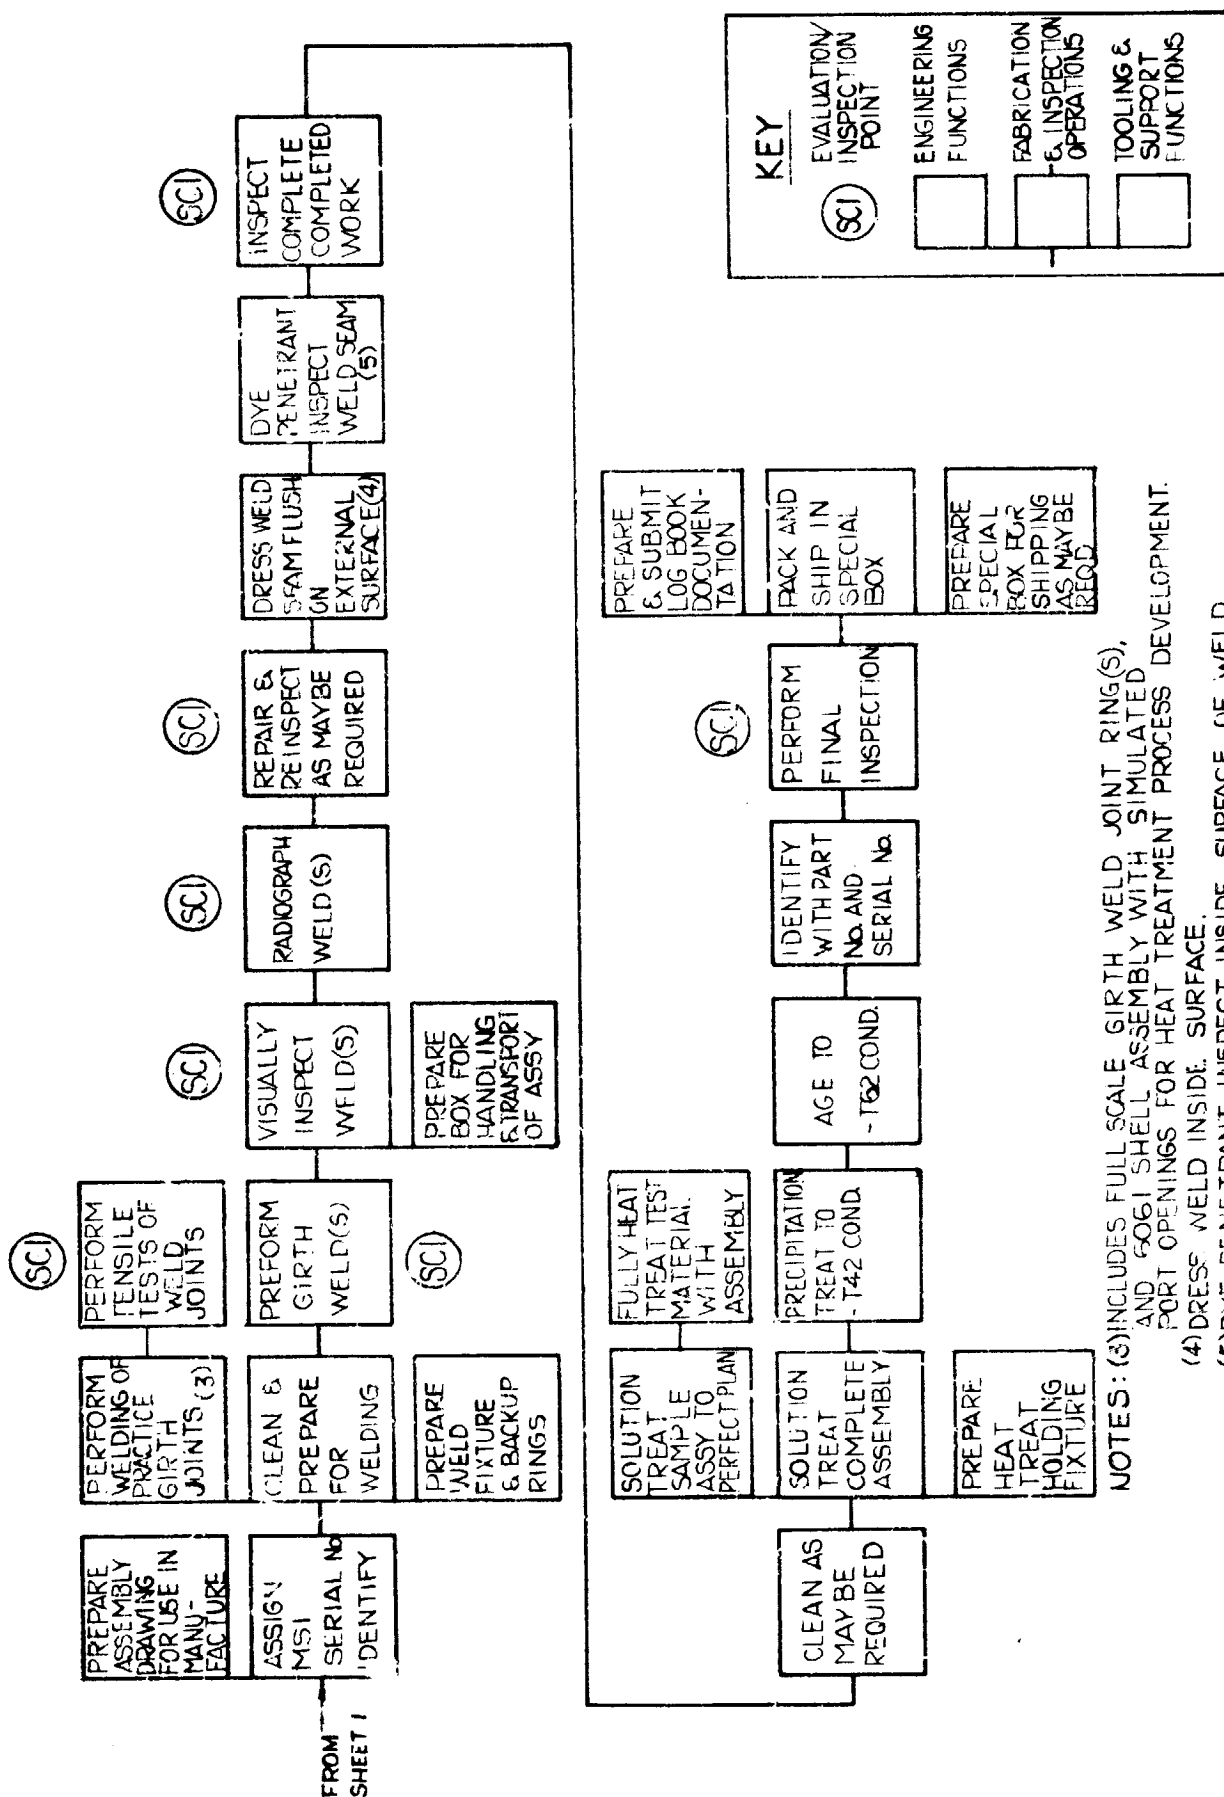 PREPARE
ASSEMBLY
DRAWING
FOR USE IN
MANU-
FACTURE
PERFORM
WELDING OF
PRACTICE
GIRTH
JOINTS (3)
SCI
PERFORM
TENSILE
TESTS OF
WELD
JOINTS
FROM
SHEET 1
ASSIGN
MSI
SERIAL No
IDENTIFY
CLEAN &
PREPARE
FOR
WELDING
PREFORM
GIRTH
WELD(S)
SCI
SCI
VISUALLY
INSPECT
WELD(S)
SCI
RADIOGRAPH
WELD(S)
SCI
REPAIR &
REINSPECT
AS MAYBE
REQUIRED
DRESS WELD
SEAM FLUSH
ON
EXTERNAL
SURFACE(4)
DYE
PENETRANT
INSPECT
WELD SEAM
(5)
SCI
INSPECT
COMPLETE
COMPLETED
WORK
PREPARE
WELD
FIXTURE
& BACKUP
RINGS
PREPARE
BOX FOR
HANDLING
& TRANSPORT
OF ASSY
SOLUTION
TREAT
SAMPLE
ASSY TO
PERFECT PLAN
FULLY HEAT
TREAT TEST
MATERIAL
WITH
ASSEMBLY
PREPARE
& SUBMIT
LOG BOOK
DOCUMEN-
TATION
CLEAN AS
MAYBE
REQUIRED
SOLUTION
TREAT
COMPLETE
ASSEMBLY
PRECIPITATION
TREAT TO
-T42 COND.
AGE TO
-T62 COND.
IDENTIFY
WITH PART
No. AND
SERIAL No.
SCI
PERFORM
FINAL
INSPECTION
PACK AND
SHIP IN
SPECIAL
BOX
PREPARE
HEAT
TREAT
HOLDING
FIXTURE
PREPARE
SPECIAL
BOX FOR
SHIPPING
AS MAYBE
REQD
KEY
SCI
EVALUATION/
INSPECTION
POINT
ENGINEERING
FUNCTIONS
FABRICATION
& INSPECTION
OPERATIONS
TOOLING &
SUPPORT
FUNCTIONS
NOTES: (3) INCLUDES FULL SCALE GIRTH WELD JOINT RING(S),
AND 6061 SHELL ASSEMBLY WITH SIMULATED
PORT OPENINGS FOR HEAT TREATMENT PROCESS DEVELOPMENT.
(4) DRESS WELD INSIDE SURFACE.
(5) DYE PENETRANT INSPECT INSIDE SURFACE OF WELD